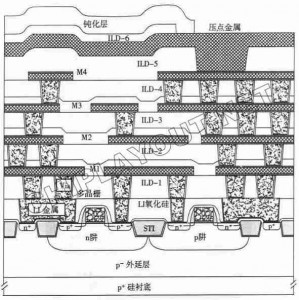 钝化层
压点金属
ILD-6
ILD-5
M4
ILD-4
M3
ILD-3
M2
ILD-2
M1
ILD-1
多晶栅
LI金属
LI氧化硅
n+
p+
p+
STI
n+
n+
p+
n阱
p阱
p⁻外延层
p⁺硅衬底